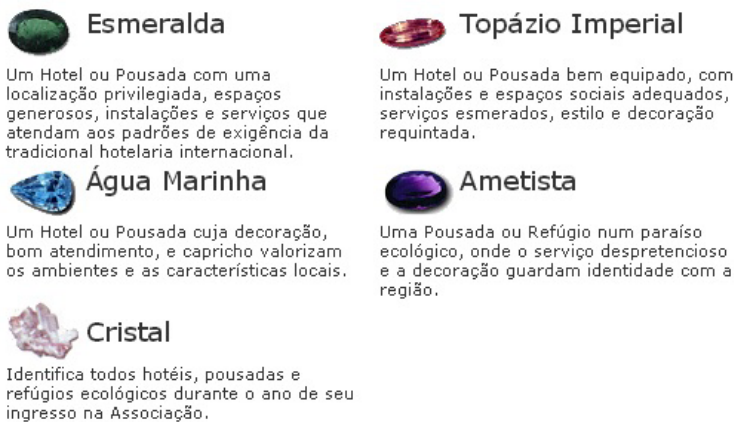 Esmeralda
Um Hotel ou Pousada com uma
localização privilegiada, espaços
generosos, instalações e serviços que
atendam aos padrões de exigência da
tradicional hotelaria internacional.
Topázio Imperial
Um Hotel ou Pousada bem equipado, com
instalações e espaços sociais adequados,
serviços esmerados, estilo e decoração
requintada.
Água Marinha
Um Hotel ou Pousada cuja decoração,
bom atendimento, e capricho valorizam
os ambientes e as características locais.
Ametista
Uma Pousada ou Refúgio num paraíso
ecológico, onde o serviço despretencioso
e a decoração guardam identidade com a
região.
Cristal
Identifica todos hotéis, pousadas e
refúgios ecológicos durante o ano de seu
ingresso na Associação.